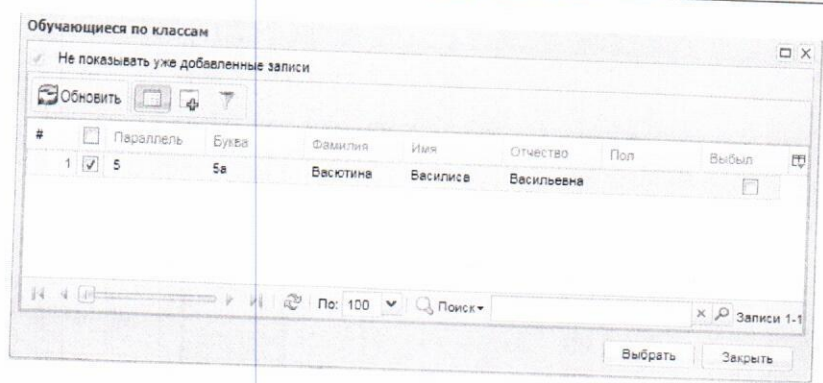 Обучающиеся по классам
Не показывать уже добавленные записи
Обновить
# Параллель Буква Фамилия Имя Отчество Пол Выбыл
1 5 5а Васютина Василиса Васильевна
По: 100 Поиск Записи 1-1
Выбрать Закрыть